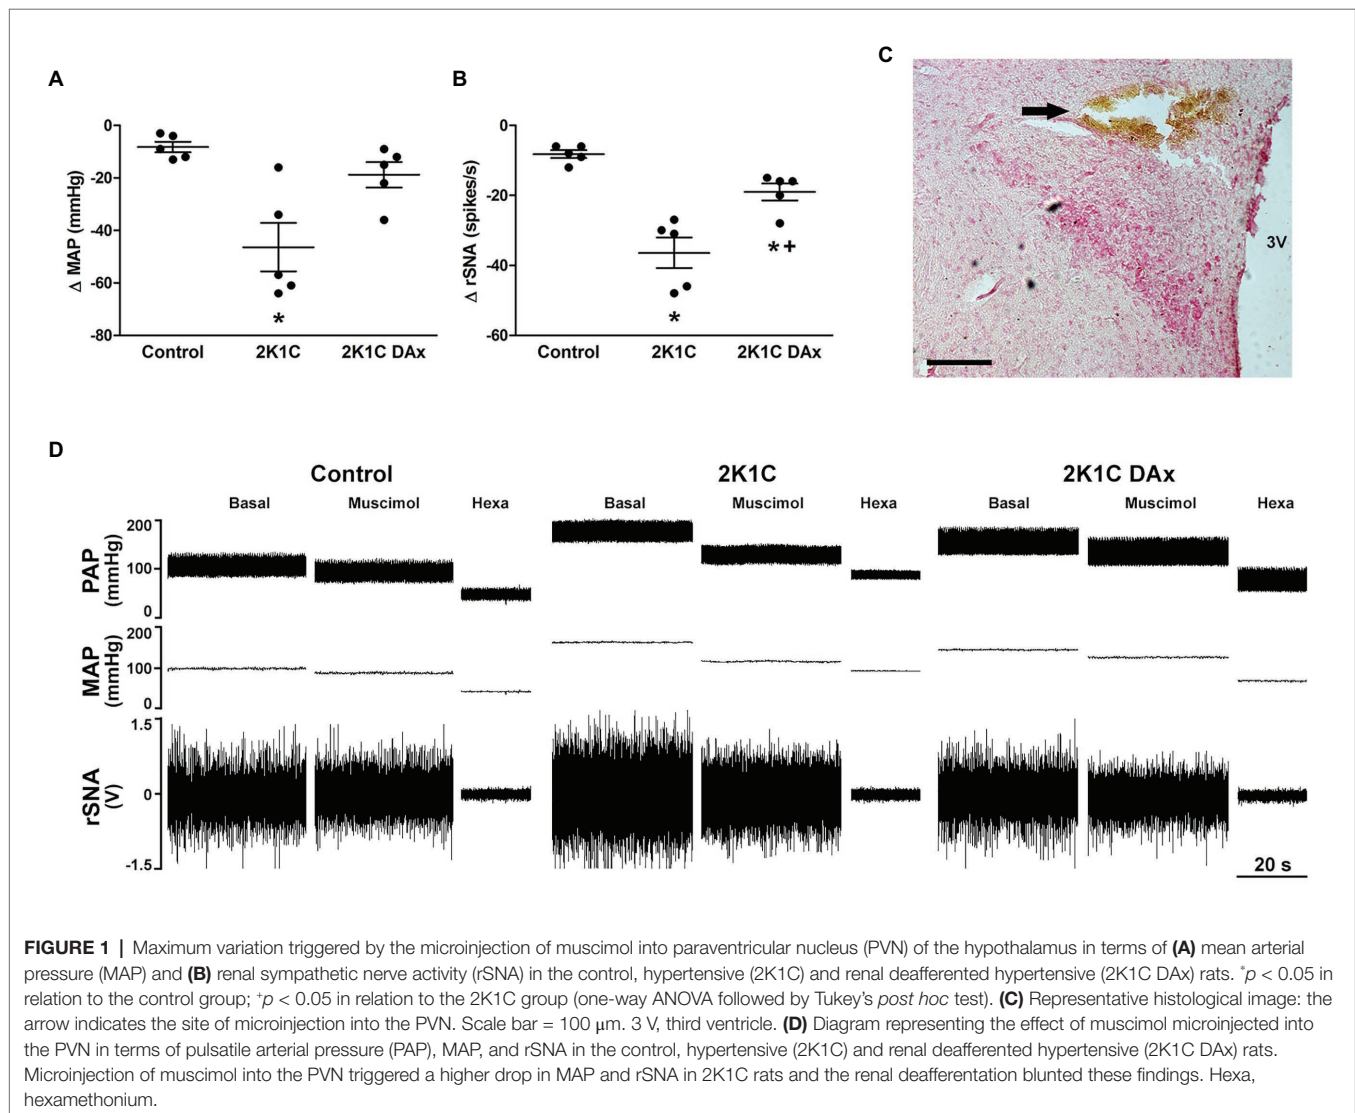 A
B
C
0
-20
-40
-60
-80
Δ MAP (mmHg)
*
Control 2K1C 2K1C DAx
0
-20
-40
-60
Δ rSNA (spikes/s)
*
*+
Control 2K1C 2K1C DAx
3V
D
Control 2K1C 2K1C DAx
Basal Muscimol Hexa Basal Muscimol Hexa Basal Muscimol Hexa
PAP
(mmHg)
200
100
0
MAP
(mmHg)
200
100
0
rSNA
(V)
1.5
0
-1.5
20 s
FIGURE 1 | Maximum variation triggered by the microinjection of muscimol into paraventricular nucleus (PVN) of the hypothalamus in terms of (A) mean arterial
pressure (MAP) and (B) renal sympathetic nerve activity (rSNA) in the control, hypertensive (2K1C) and renal deafferented hypertensive (2K1C DAx) rats. *p < 0.05 in
relation to the control group; +p < 0.05 in relation to the 2K1C group (one-way ANOVA followed by Tukey's post hoc test). (C) Representative histological image: the
arrow indicates the site of microinjection into the PVN. Scale bar = 100 μm. 3 V, third ventricle. (D) Diagram representing the effect of muscimol microinjected into
the PVN in terms of pulsatile arterial pressure (PAP), MAP, and rSNA in the control, hypertensive (2K1C) and renal deafferented hypertensive (2K1C DAx) rats.
Microinjection of muscimol into the PVN triggered a higher drop in MAP and rSNA in 2K1C rats and the renal deafferentation blunted these findings. Hexa,
hexamethonium.